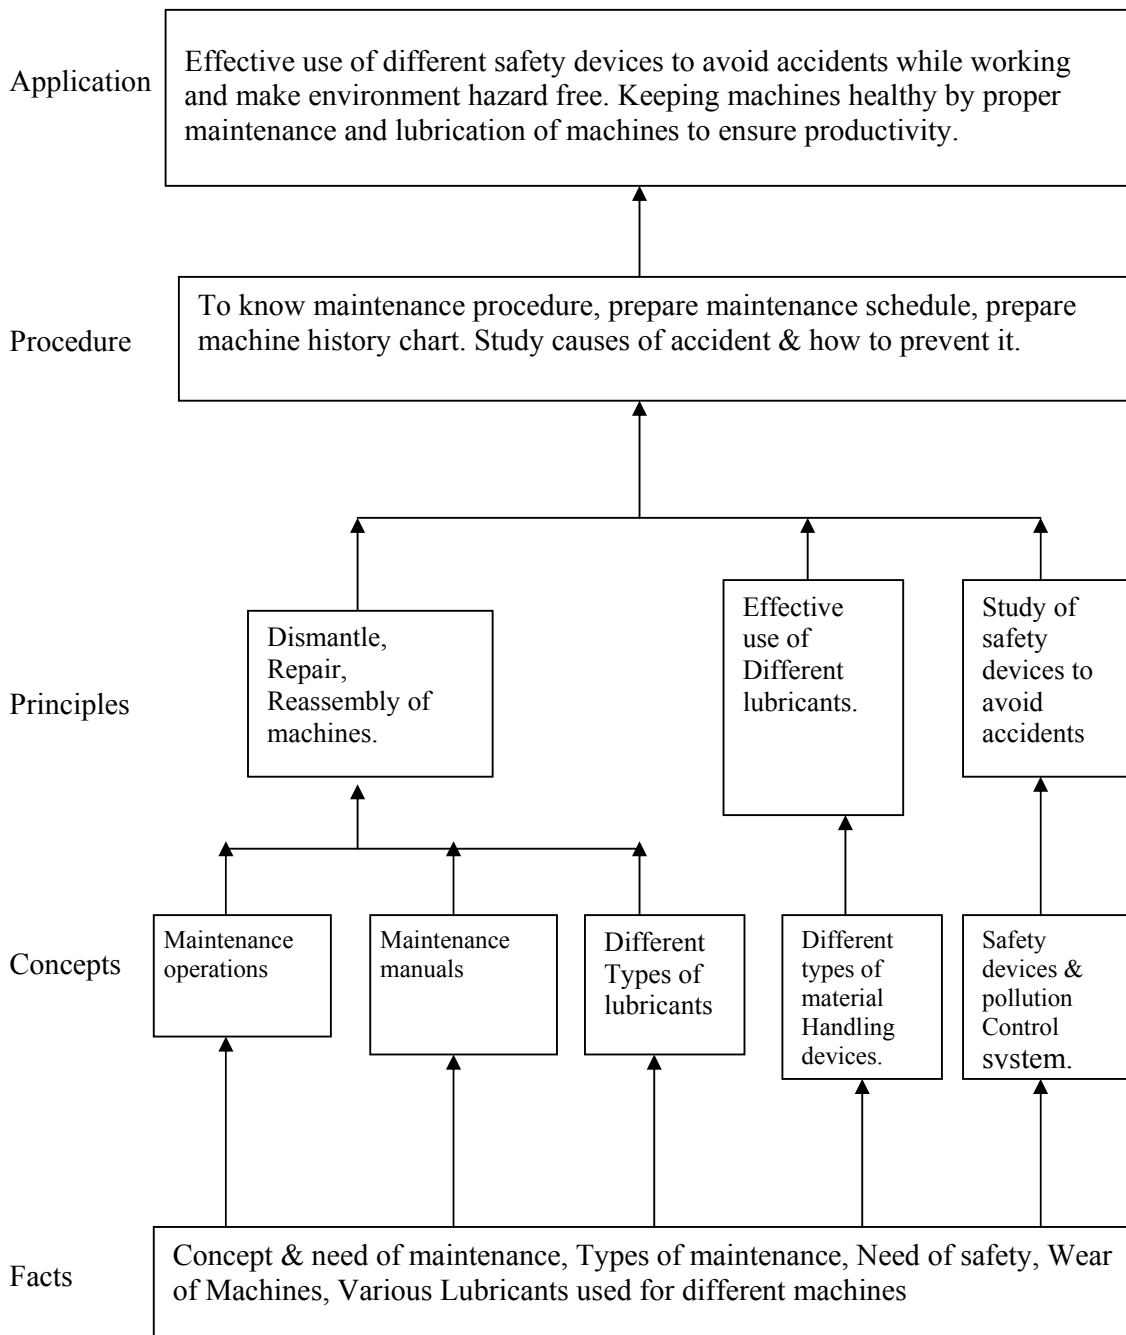 Application
Effective use of different safety devices to avoid accidents while working
and make environment hazard free. Keeping machines healthy by proper
maintenance and lubrication of machines to ensure productivity.
Procedure
To know maintenance procedure, prepare maintenance schedule, prepare
machine history chart. Study causes of accident & how to prevent it.
Principles
Dismantle,
Repair,
Reassembly of
machines.
Effective
use of
Different
lubricants.
Study of
safety
devices to
avoid
accidents
Concepts
Maintenance
operations
Maintenance
manuals
Different
Types of
lubricants
Different
types of
material
Handling
devices.
Safety
devices &
pollution
Control
system.
Facts
Concept & need of maintenance, Types of maintenance, Need of safety, Wear
of Machines, Various Lubricants used for different machines